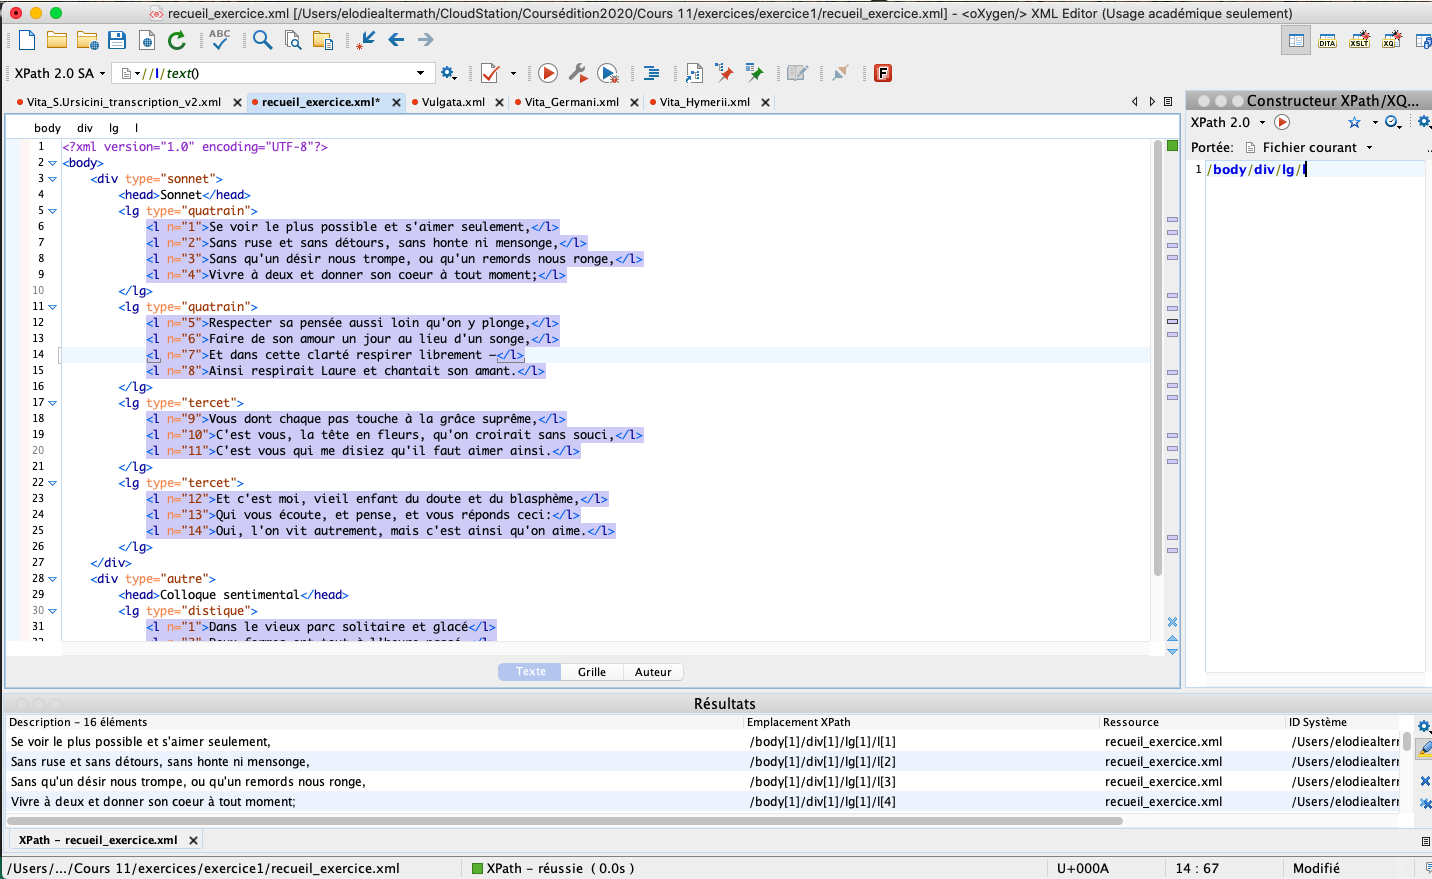 recueil_exercice.xml [/Users/elodiealtermath/CloudStation/Coursédition2020/Cours 11/exercices/exercice1/recueil_exercice.xml] - <oXygen/> XML Editor (Usage académique seulement)
ABC
DITA
XSLT
XQ
XPath 2.0 SA
//l/text()
F
Vita_S.Ursicini_transcription_v2.xml
recueil_exercice.xml*
Vulgata.xml
Vita_Germani.xml
Vita_Hymerii.xml
body div lg l
1 <?xml version="1.0" encoding="UTF-8"?>
2 <body>
3 <div type="sonnet">
4 <head>Sonnet</head>
5 <lg type="quatrain">
6 <l n="1">Se voir le plus possible et s'aimer seulement,</l>
7 <l n="2">Sans ruse et sans détours, sans honte ni mensonge,</l>
8 <l n="3">Sans qu'un désir nous trompe, ou qu'un remords nous ronge,</l>
9 <l n="4">Vivre à deux et donner son coeur à tout moment;</l>
10 </lg>
11 <lg type="quatrain">
12 <l n="5">Respecter sa pensée aussi loin qu'on y plonge,</l>
13 <l n="6">Faire de son amour un jour au lieu d'un songe,</l>
14 <l n="7">Et dans cette clarté respirer librement –</l>
15 <l n="8">Ainsi respirait Laure et chantait son amant.</l>
16 </lg>
17 <lg type="tercet">
18 <l n="9">Vous dont chaque pas touche à la grâce suprême,</l>
19 <l n="10">C'est vous, la tête en fleurs, qu'on croirait sans souci,</l>
20 <l n="11">C'est vous qui me disiez qu'il faut aimer ainsi.</l>
21 </lg>
22 <lg type="tercet">
23 <l n="12">Et c'est moi, vieil enfant du doute et du blasphème,</l>
24 <l n="13">Qui vous écoute, et pense, et vous réponds ceci:</l>
25 <l n="14">Oui, l'on vit autrement, mais c'est ainsi qu'on aime.</l>
26 </lg>
27 </div>
28 <div type="autre">
29 <head>Colloque sentimental</head>
30 <lg type="distique">
31 <l n="1">Dans le vieux parc solitaire et glacé</l>
Texte Grille Auteur
Constructeur XPath/XQ...
XPath 2.0
Portée: Fichier courant
1 /body/div/lg/l
Résultats
Description – 16 éléments Emplacement XPath Ressource ID Système
Se voir le plus possible et s'aimer seulement, /body[1]/div[1]/lg[1]/l[1] recueil_exercice.xml /Users/elodiealterr
Sans ruse et sans détours, sans honte ni mensonge, /body[1]/div[1]/lg[1]/l[2] recueil_exercice.xml /Users/elodiealterr
Sans qu'un désir nous trompe, ou qu'un remords nous ronge, /body[1]/div[1]/lg[1]/l[3] recueil_exercice.xml /Users/elodiealterr
Vivre à deux et donner son coeur à tout moment; /body[1]/div[1]/lg[1]/l[4] recueil_exercice.xml /Users/elodiealterr
XPath – recueil_exercice.xml
/Users/.../Cours 11/exercices/exercice1/recueil_exercice.xml
XPath – réussie (0.0s)
U+000A
14 : 67
Modifié